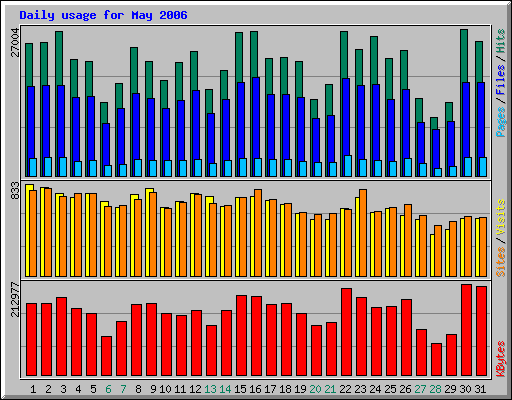 Daily usage for May 2006
27004
Pages / Files / Hits
833
Sites / Visits
212977
KBytes
1 2 3 4 5 6 7 8 9 10 11 12 13 14 15 16 17 18 19 20 21 22 23 24 25 26 27 28 29 30 31